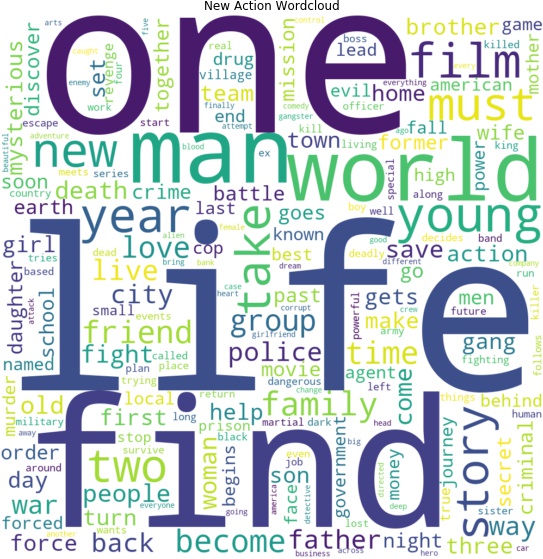 New Action Wordcloud
one
film
brother
game
mysterious
discover
arts
caught
revenge
enemy
work
five
four
set
together
real
drug
village
team
end
mission
control
boss
lead
evil
home
killed
every
everything
officer
american
mother
must
beautiful
escape
start
finally
comedy
gangster
adventure
attempt
kill
town
former
fall
wife
king
new
man
world
meets
series
blood
ex
living
ago
special
high
power
along
soon
country
death
crime
battle
boy
well
earth
year
last
take
goes
known
young
girl
tries
based
attack
daughter
love
cop
female
alien
bring
bank
dead
live
best
dream
past
deadly
good
different
save
go
decides
band
action
company
run
killer
men
future
life
school
named
city
small
events
friend
fight
called
place
plan
trying
group
police
movie
case
heart
corrupt
girlfriend
dangerous
change
powerful
gets
make
army
crew
time
agent
left
come
gang
fighting
follows
murder
old
military
away
local
first
long
return
help
prison
black
family
martial
dark
head
things
behind
human
find
order
around
day
stop
survive
two
people
woman
begins
job
son
face
even
big
government
lost
directed
deep
money
journey
true
story
secret
criminal
way
sister
war
forced
force
another
wants
turn
everyone
back
going
america
detective
become
father
business
across
night
hero
three
car